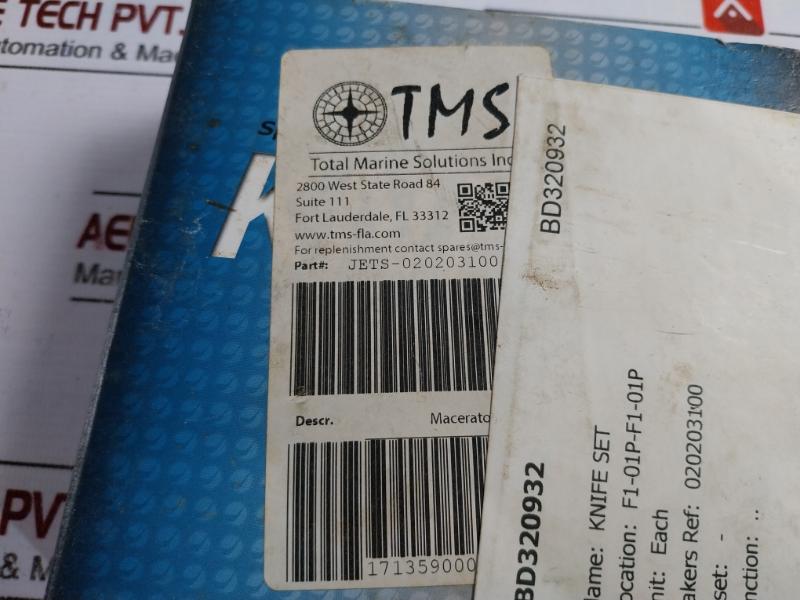 E TECH PVT.
utomation & Ma
AE
Ma
PV
& M
Sp
K
TMS
Total Marine Solutions Inc
2800 West State Road 84
Suite 111
Fort Lauderdale, FL 33312
www.tms-fla.com
For replenishment contact spares@tms-
Part#: JETS-020203100
Descr. Macerato
171359000
BD320932
BD320932
ame: KNIFE SET
ocation: F1-01P-F1-01P
nit: Each
akers Ref: 020203100
set: -
nction: ..